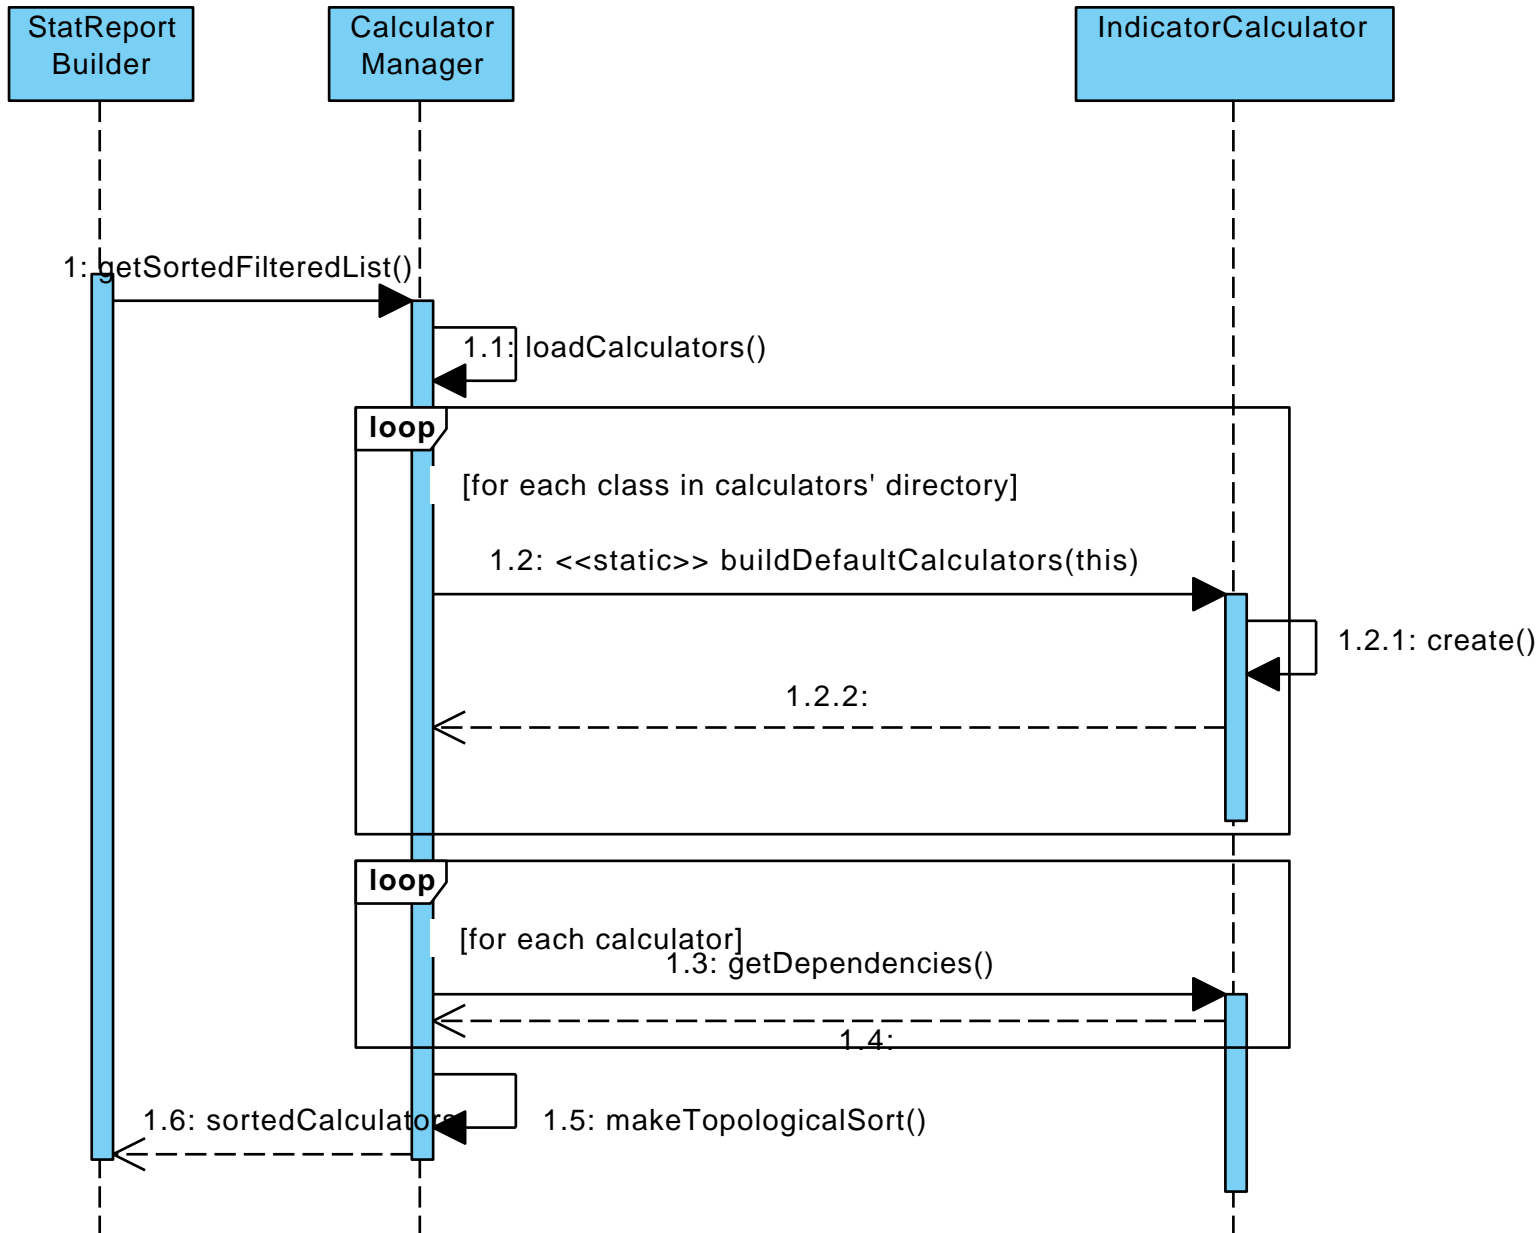 StatReport
Builder
Calculator
Manager
IndicatorCalculator
1: getSortedFilteredList()
1.1: loadCalculators()
loop
[for each class in calculators' directory]
1.2: <<static>> buildDefaultCalculators(this)
1.2.1: create()
1.2.2:
loop
[for each calculator]
1.3: getDependencies()
1.4:
1.6: sortedCalculators
1.5: makeTopologicalSort()